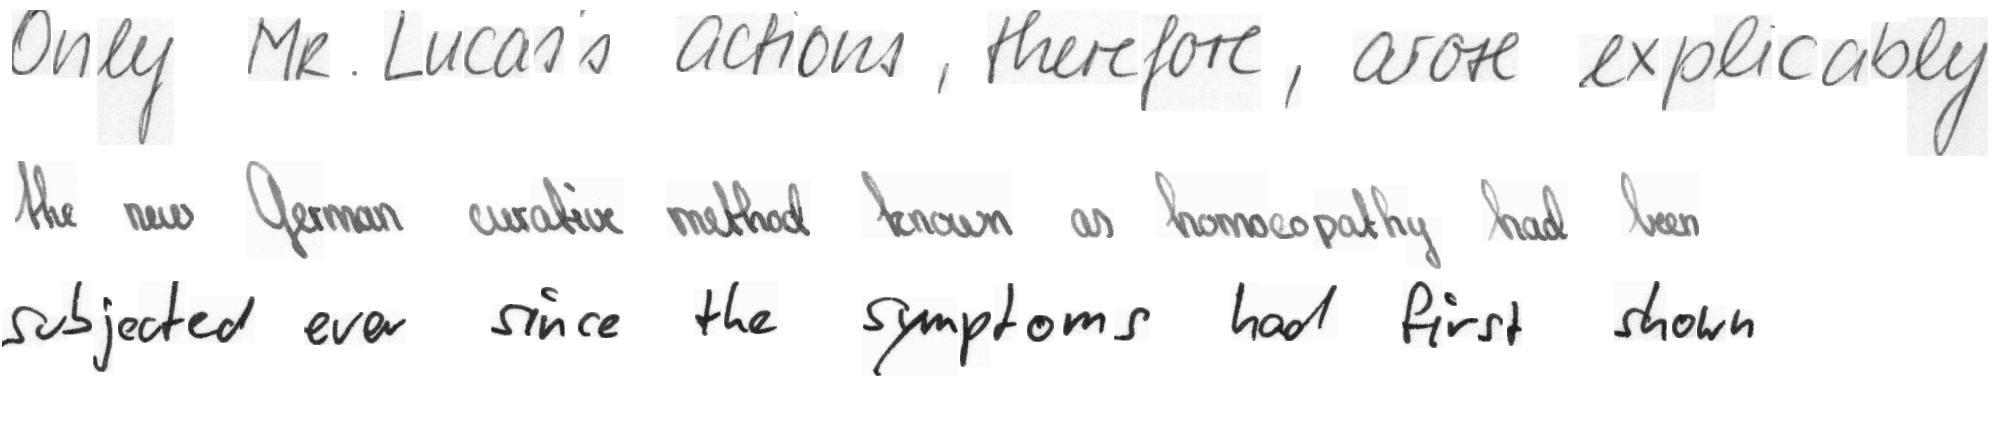 Only Mr. Lucas's actions, therefore, arose explicably
the new German curative method known as homoeopathy had been
subjected ever since the symptoms had first shown